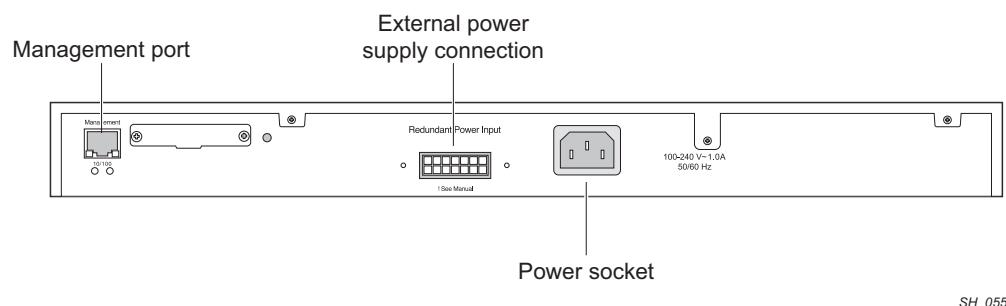 External power
supply connection
Management port
Management
10/100
Redundant Power Input
! See Manual
100-240 V~1.0A
50/60 Hz
Power socket
SH_055